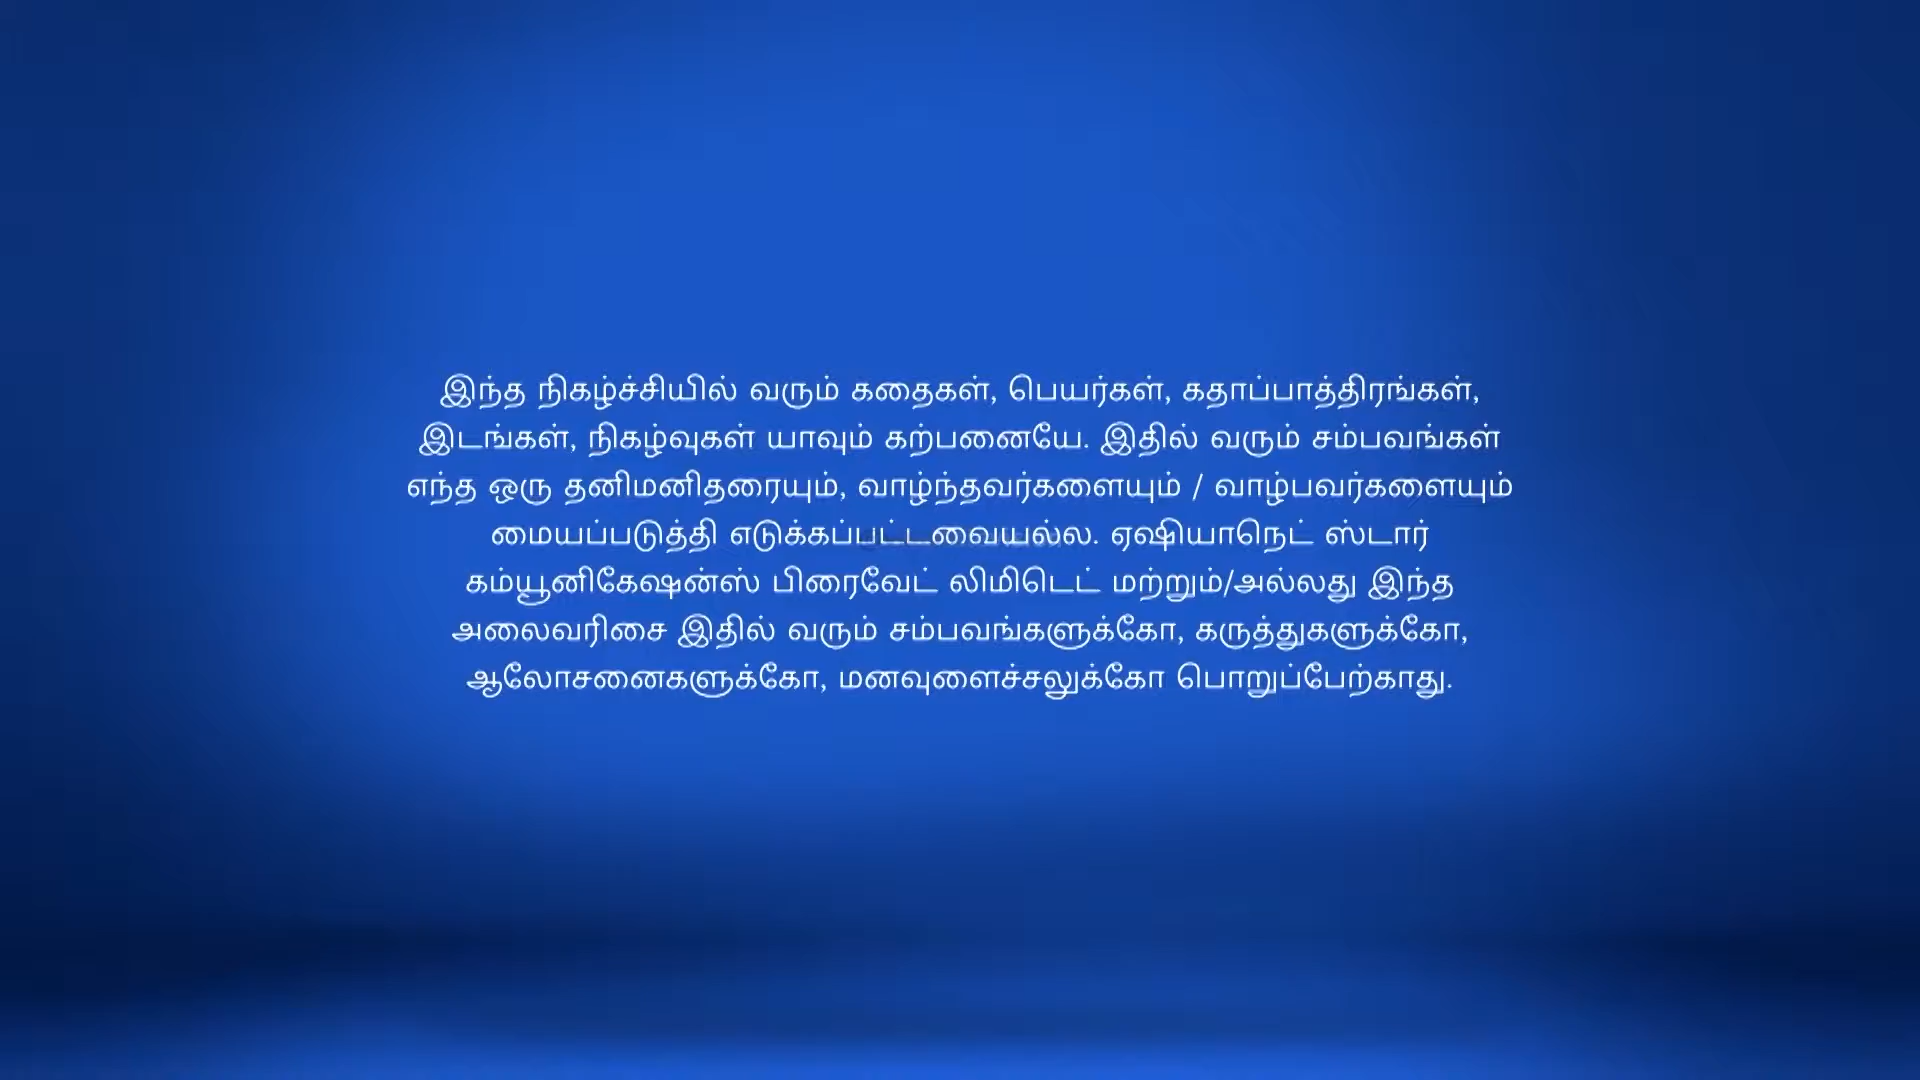 இந்த நிகழ்ச்சியில் வரும் கதைகள், பெயர்கள், கதாப்பாத்திரங்கள்,
இடங்கள், நிகழ்வுகள் யாவும் கற்பனையே. இதில் வரும் சம்பவங்கள்
எந்த ஒரு தனிமனிதரையும், வாழ்ந்தவர்களையும் / வாழ்பவர்களையும்
மையப்படுத்தி எடுக்கப்பட்டவையல்ல. ஏஷியாநெட் ஸ்டார்
கம்யூனிகேஷன்ஸ் பிரைவேட் லிமிடெட் மற்றும்/அல்லது இந்த
அலைவரிசை இதில் வரும் சம்பவங்களுக்கோ, கருத்துகளுக்கோ,
ஆலோசனைகளுக்கோ, மனவுளைச்சலுக்கோ பொறுப்பேற்காது.